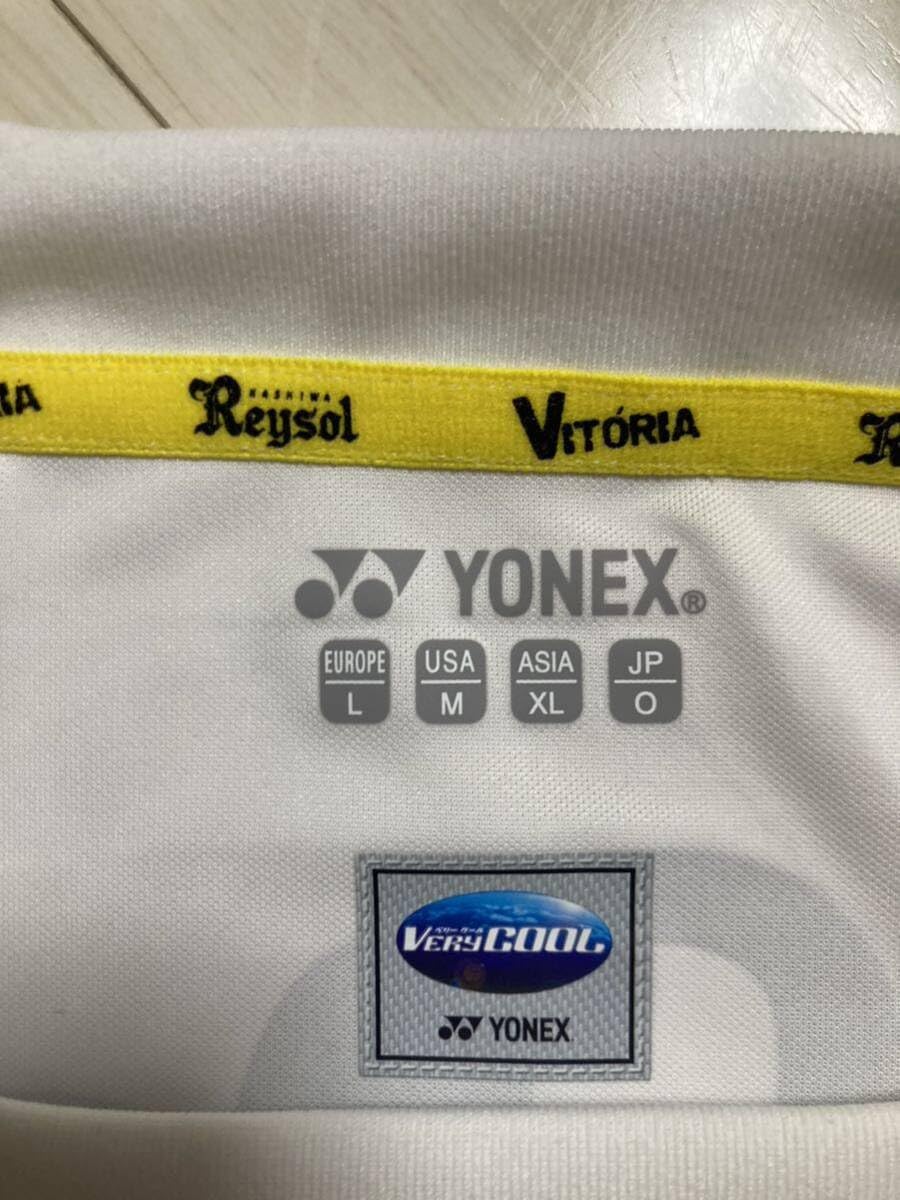 IA
KASHIWA
Reysol
VITÓRIA
R
YONEX®
EUROPE USA ASIA JP
L M XL O
ベリークール
VERYCOOL
YONEX